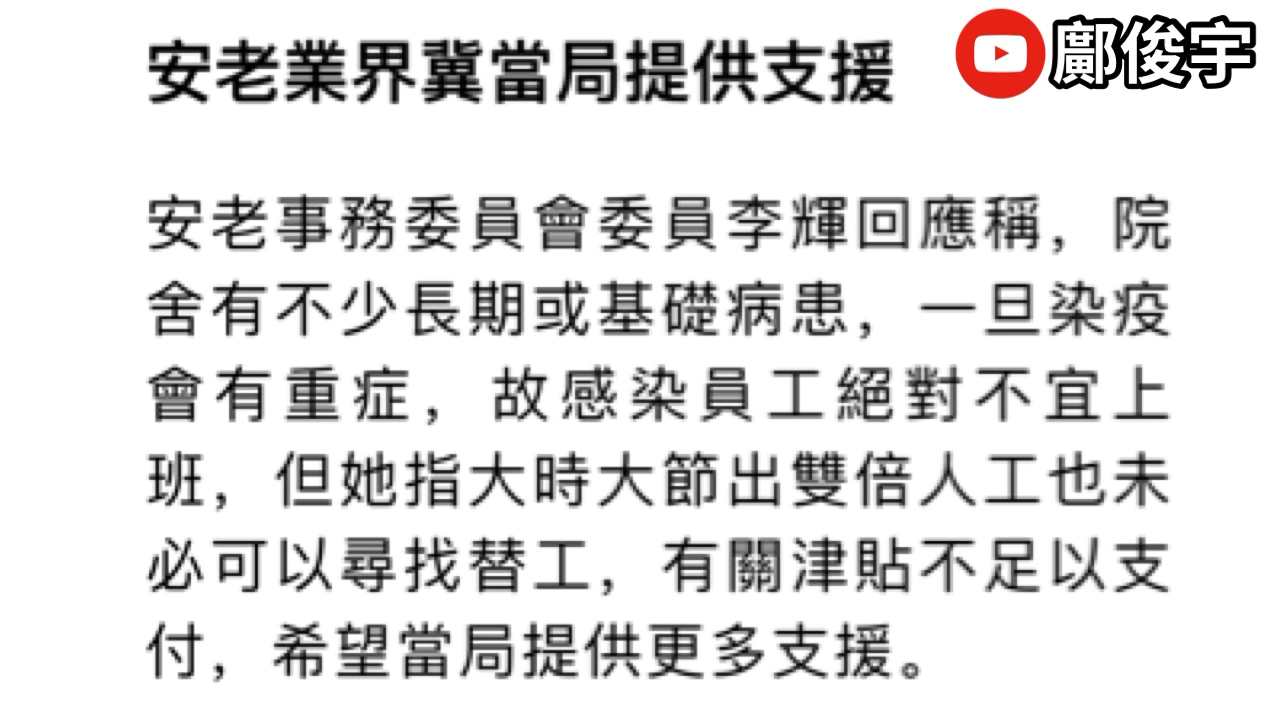 安老業界冀當局提供支援
鄺俊宇
安老事務委員會委員李輝回應稱，院
舍有不少長期或基礎病患，一旦染疫
會有重症，故感染員工絕對不宜上
班，但她指大時大節出雙倍人工也未
必可以尋找替工，有關津貼不足以支
付，希望當局提供更多支援。